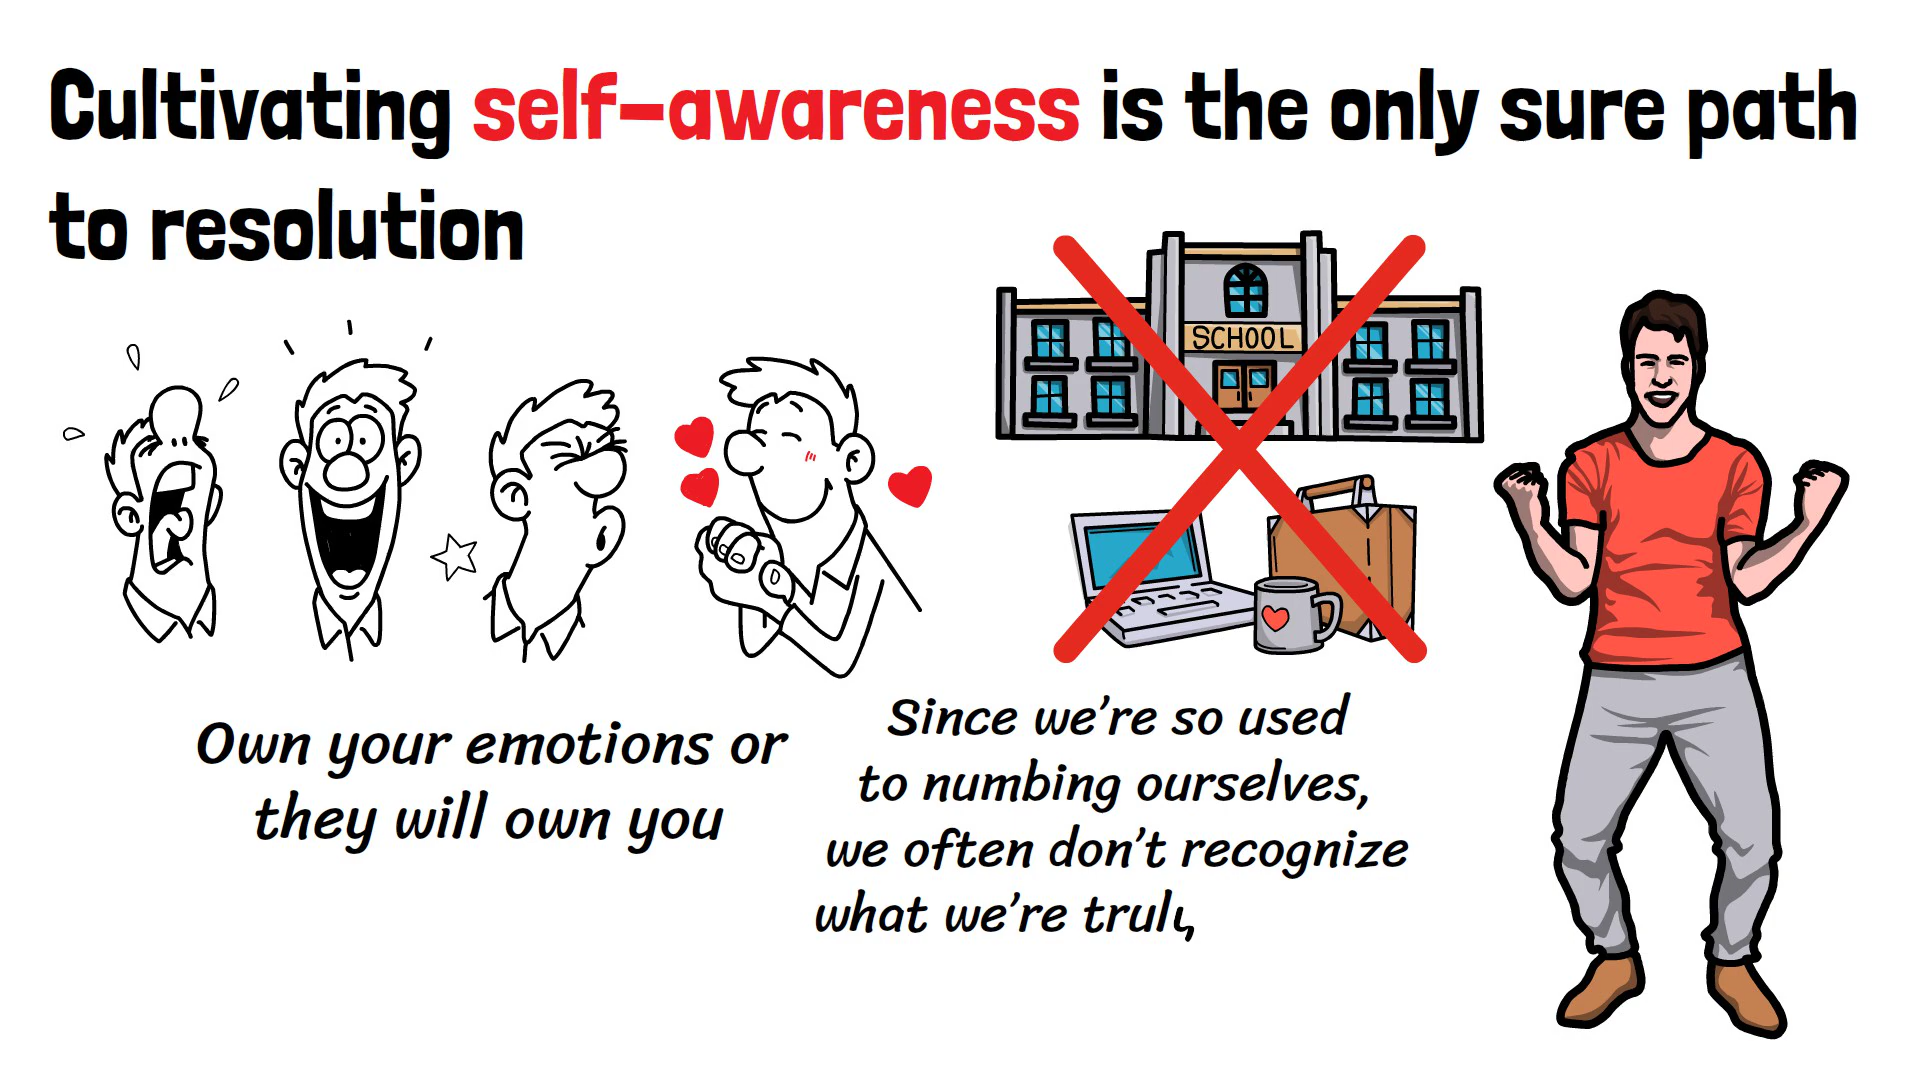 Cultivating self-awareness is the only sure path
to resolution
SCHOOL
Own your emotions or
they will own you
Since we're so used
to numbing ourselves,
we often don't recognize
what we're